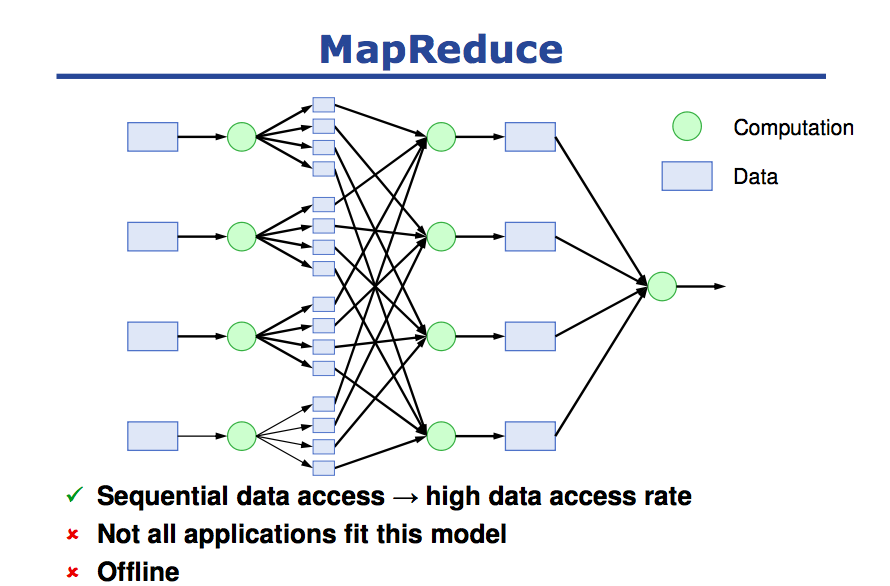 MapReduce
Computation
Data
Sequential data access → high data access rate
Not all applications fit this model
Offline